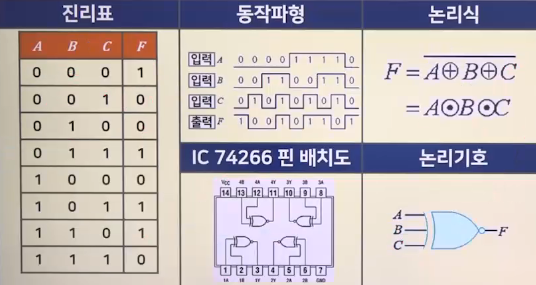 진리표
A B C F
0 0 0 1
0 0 1 0
0 1 0 0
0 1 1 1
1 0 0 0
1 0 1 1
1 1 0 1
1 1 1 0
동작파형
입력 A 0 0 0 0 1 1 1 1 0
입력 B 0 0 1 1 0 0 1 1 0
입력 C 0 1 0 1 0 1 0 1 0
출력 F 1 0 0 1 0 1 1 0 1
논리식
F = \overline{A⊕B⊕C}
= A⊙B⊙C
IC 74266 핀 배치도
Vcc 4B 4A 4Y 3Y 3B 3A
14 13 12 11 10 9 8
1 2 3 4 5 6 7
1A 1B 1Y 2Y 2A 2B GND
논리기호
A
B
C
F